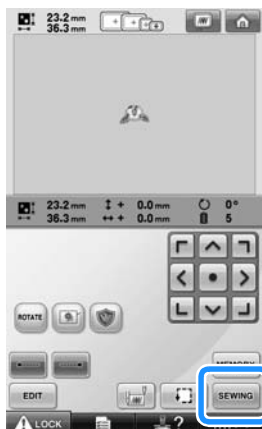 23.2 mm
36.3 mm
23.2 mm ↕ + 0.0 mm 0°
36.3 mm ↔ + 0.0 mm 5
ROTATE
MEMORY
EDIT SEWING
LOCK ?